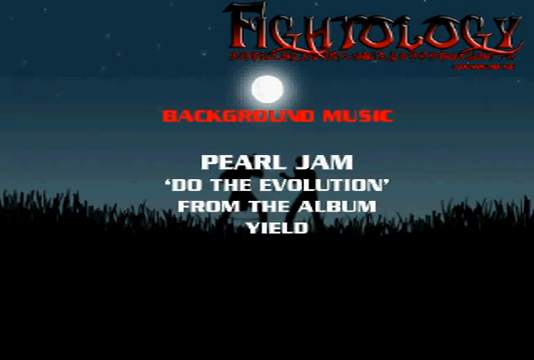 FIGHTOLOGY
BACKGROUND MUSIC
PEARL JAM
‘DO THE EVOLUTION’
FROM THE ALBUM
YIELD